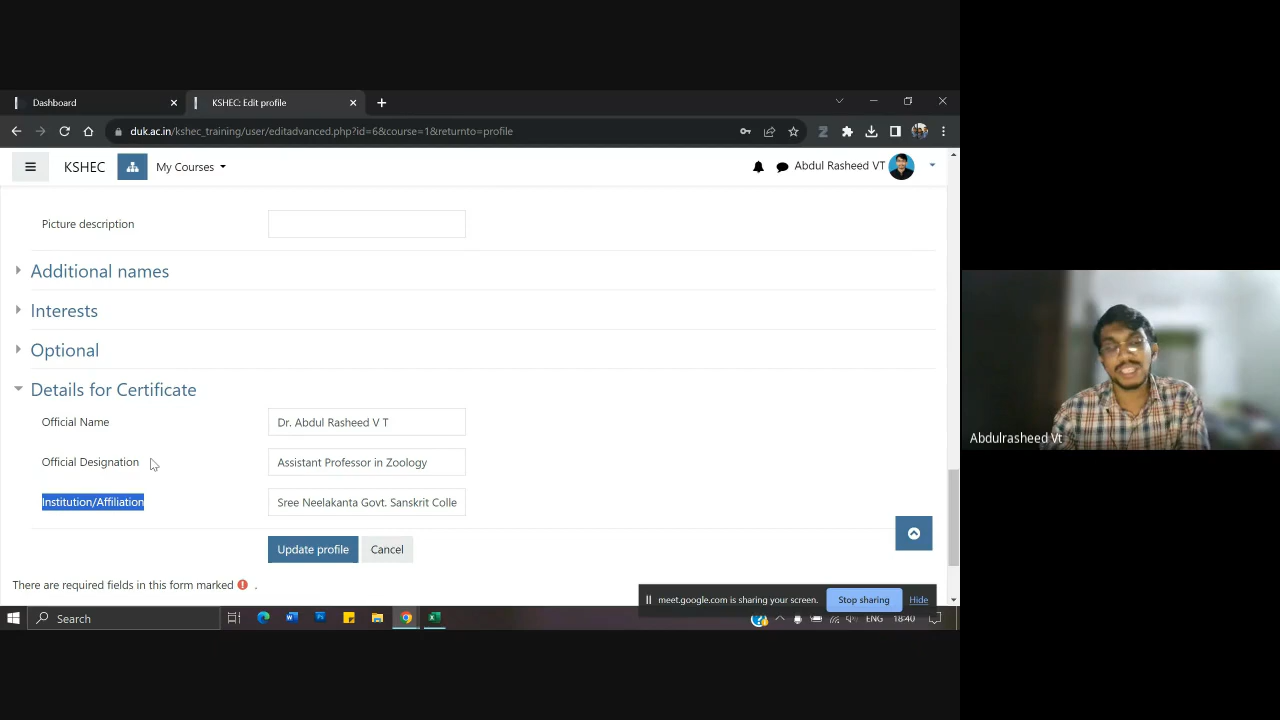 Dashboard
KSHEC: Edit profile
duk.ac.in/kshec_training/user/editadvanced.php?id=6&course=1&returnto=profile
KSHEC
My Courses
Abdul Rasheed VT
Picture description
Additional names
Interests
Optional
Details for Certificate
Official Name
Dr. Abdul Rasheed V T
Official Designation
Assistant Professor in Zoology
Institution/Affiliation
Sree Neelakanta Govt. Sanskrit Colle
Update profile
Cancel
There are required fields in this form marked .
meet.google.com is sharing your screen.
Stop sharing
Hide
Search
ENG
18:40
Abdulrasheed Vt